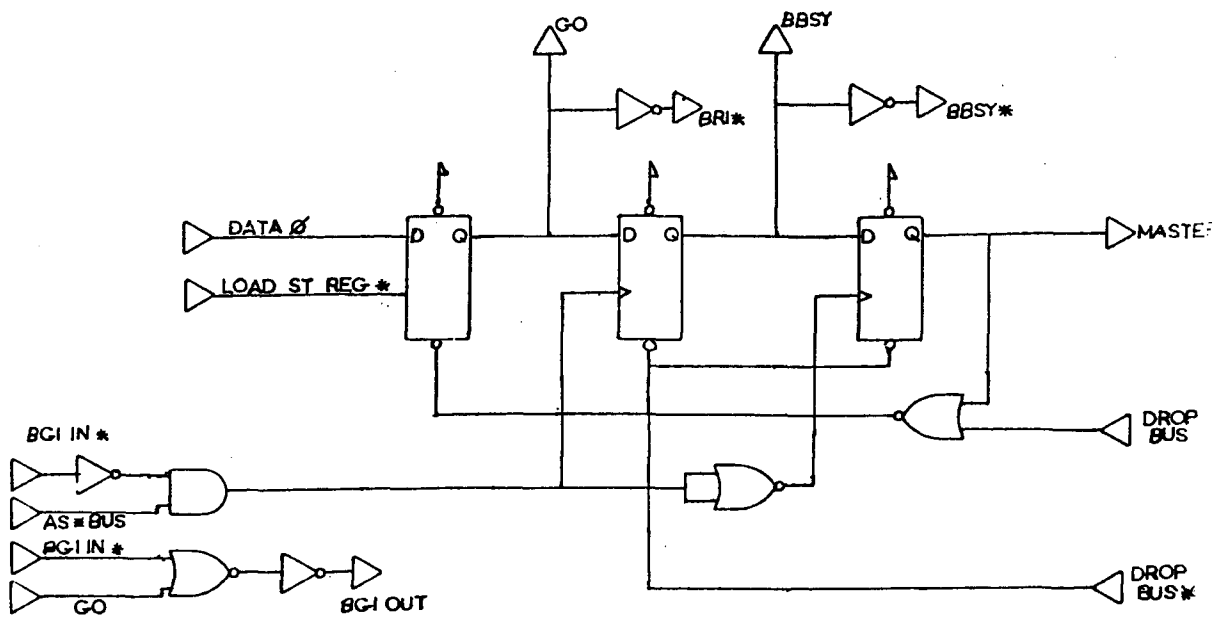 GO
BBSY
BRI*
BBSY*
DATA Ø
D Q
D Q
D Q
MASTE
LOAD ST REG *
DROP
BUS
BGI IN *
AS*BUS
BGI IN *
GO
BGI OUT
DROP
BUS*